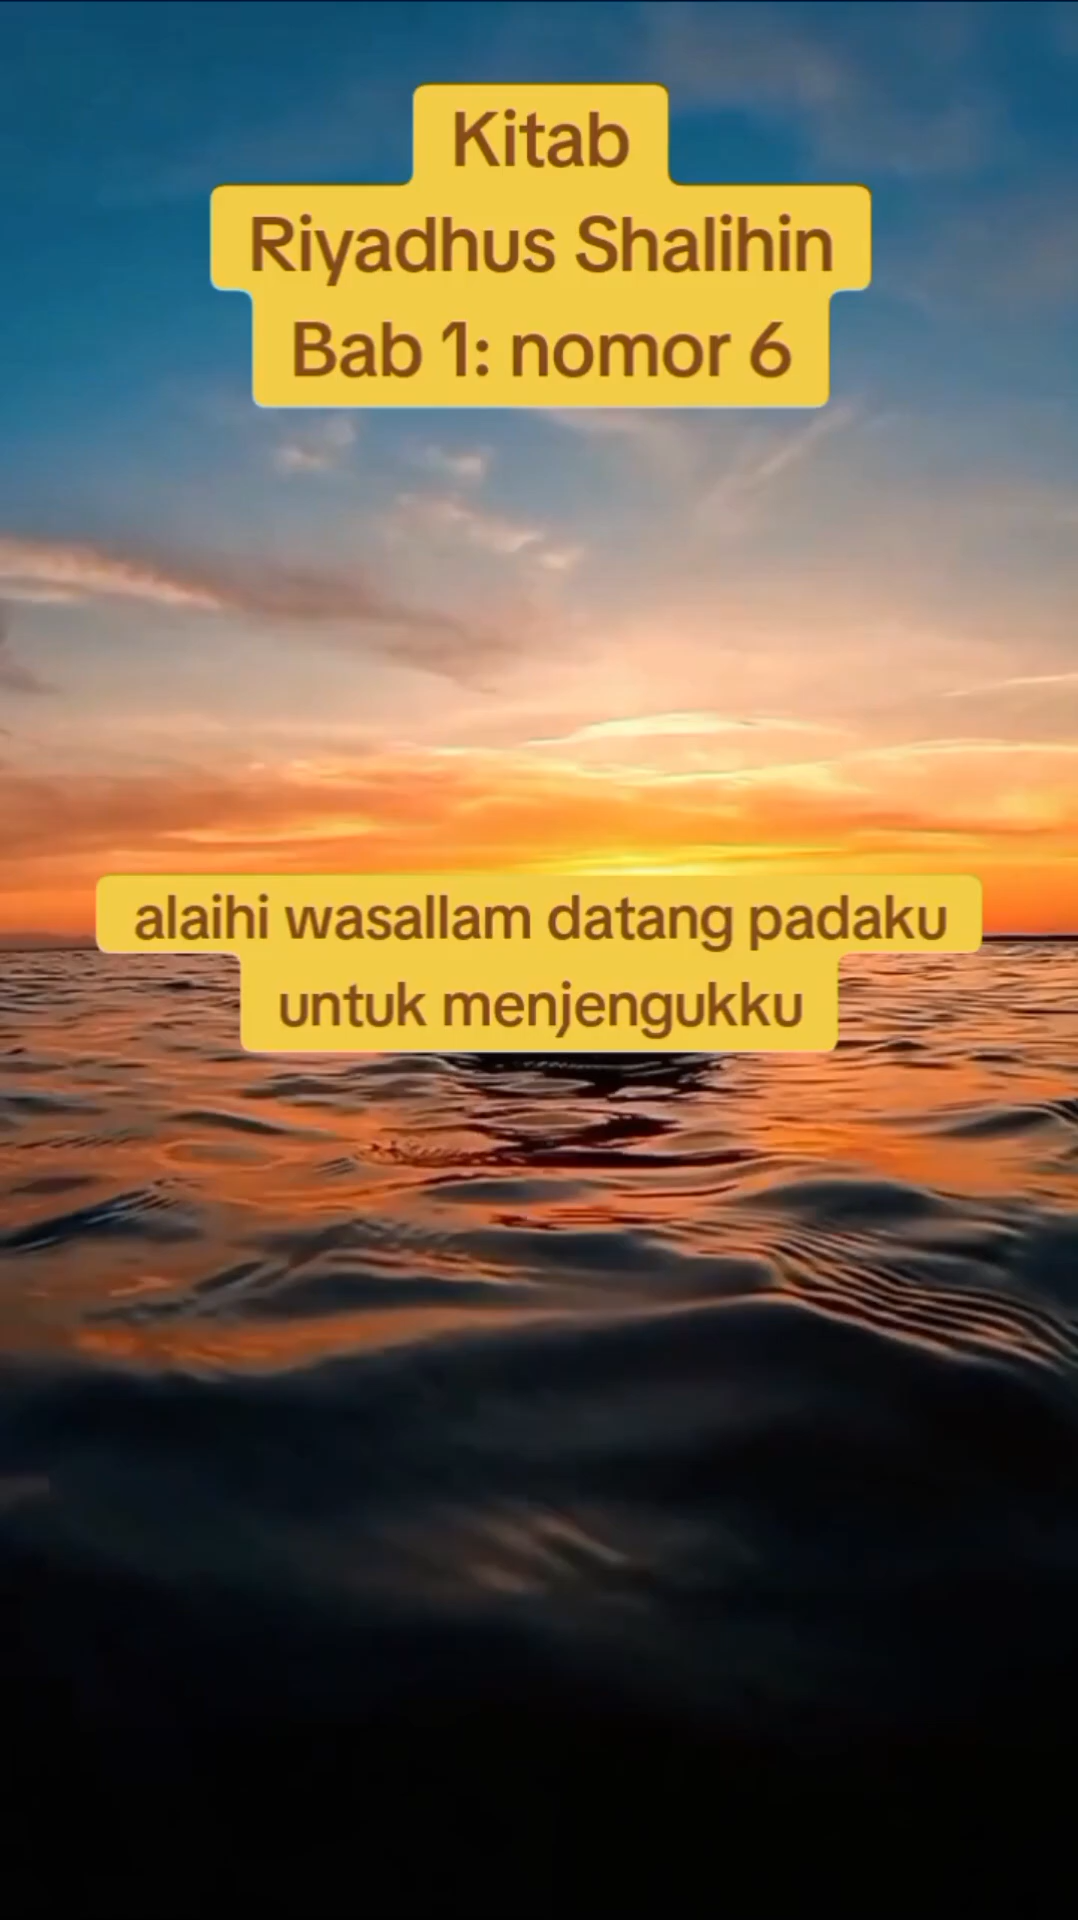 Kitab
Riyadhus Shalihin
Bab 1: nomor 6
alaihi wasallam datang padaku
untuk menjengukku